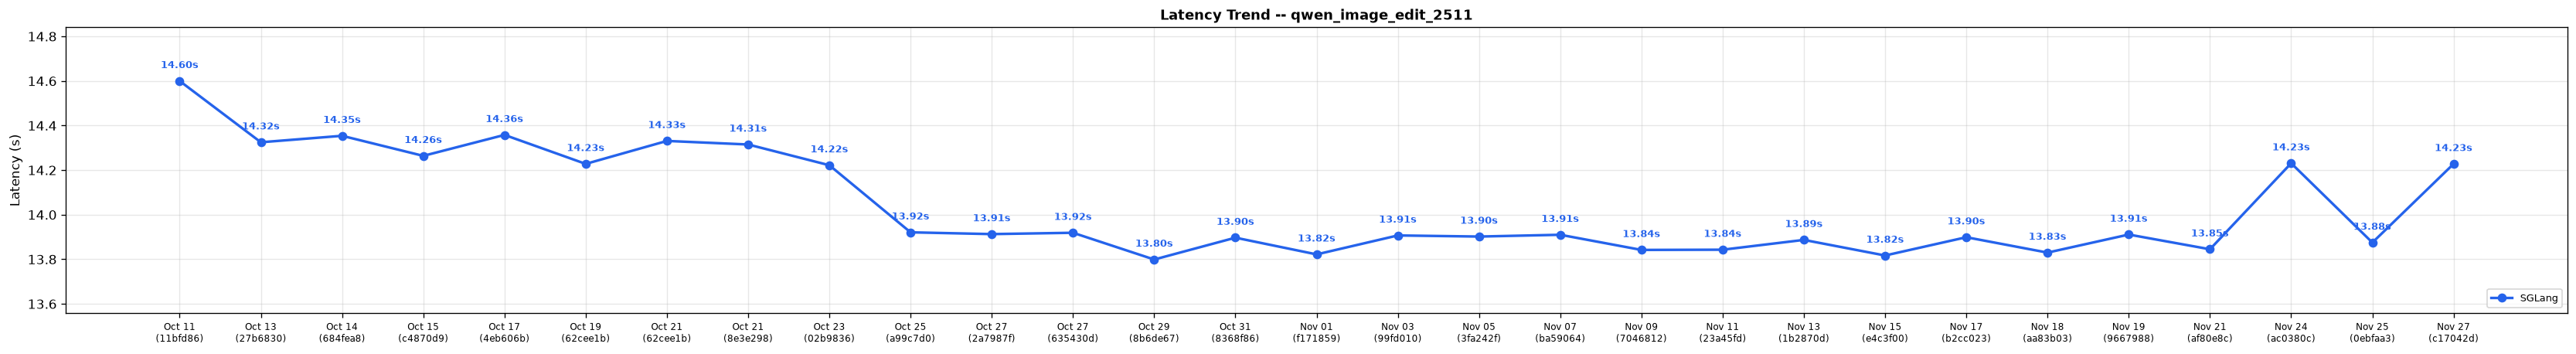 Latency Trend -- qwen_image_edit_2511
Latency (s)
14.8
14.6
14.4
14.2
14.0
13.8
13.6
14.60s
14.32s
14.35s
14.26s
14.36s
14.23s
14.33s
14.31s
14.22s
13.92s
13.91s
13.92s
13.80s
13.90s
13.82s
13.91s
13.90s
13.91s
13.84s
13.84s
13.89s
13.82s
13.90s
13.83s
13.91s
13.85s
14.23s
13.88s
14.23s
SGLang
Oct 11
(11bfd86)
Oct 13
(27b6830)
Oct 14
(684fea8)
Oct 15
(c4870d9)
Oct 17
(4eb606b)
Oct 19
(62cee1b)
Oct 21
(62cee1b)
Oct 21
(8e3e298)
Oct 23
(02b9836)
Oct 25
(a99c7d0)
Oct 27
(2a7987f)
Oct 27
(635430d)
Oct 29
(8b6de67)
Oct 31
(8368f86)
Nov 01
(f171859)
Nov 03
(99fd010)
Nov 05
(3fa242f)
Nov 07
(ba59064)
Nov 09
(7046812)
Nov 11
(23a45fd)
Nov 13
(1b2870d)
Nov 15
(e4c3f00)
Nov 17
(b2cc023)
Nov 18
(aa83b03)
Nov 19
(9667988)
Nov 21
(af80e8c)
Nov 24
(ac0380c)
Nov 25
(0ebfaa3)
Nov 27
(c17042d)